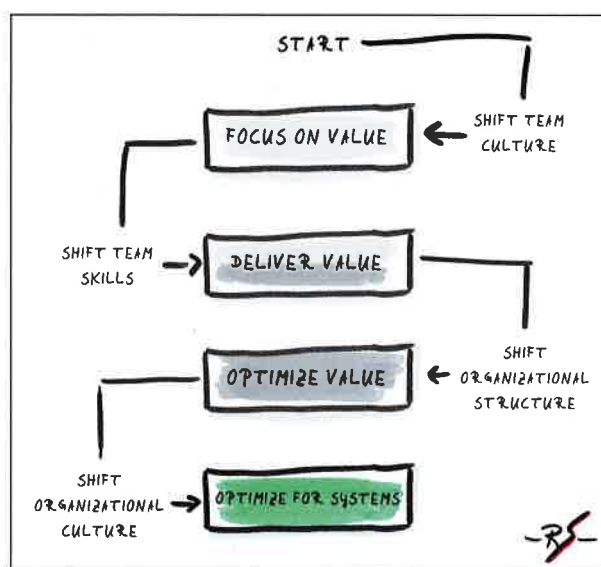 START
SHIFT TEAM
CULTURE
FOCUS ON VALUE
SHIFT TEAM
SKILLS
DELIVER VALUE
SHIFT
ORGANIZATIONAL
STRUCTURE
OPTIMIZE VALUE
SHIFT
ORGANIZATIONAL
CULTURE
OPTIMIZE FOR SYSTEMS
-RS-